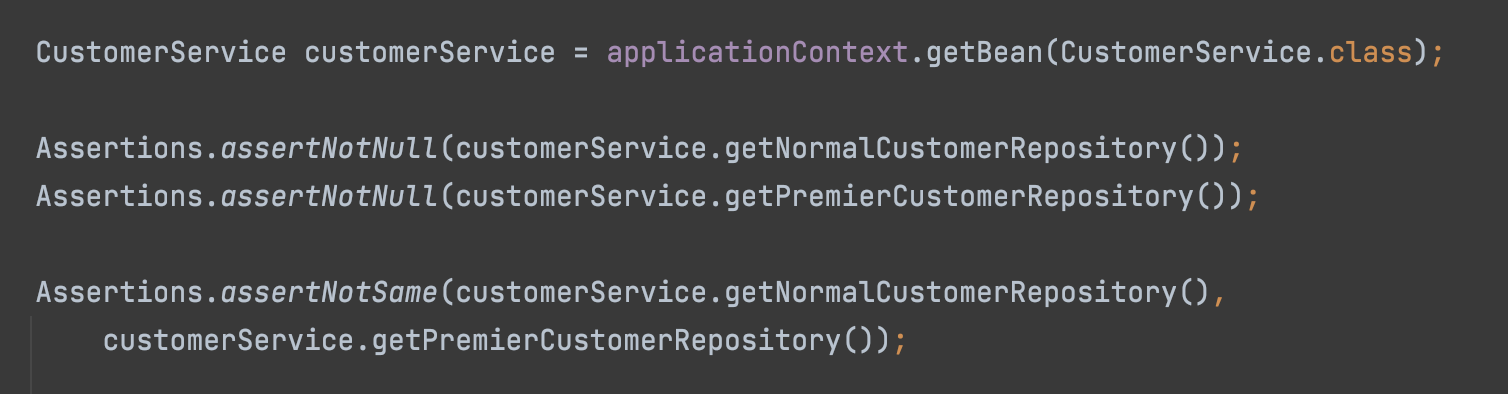 CustomerService customerService = applicationContext.getBean(CustomerService.class);
Assertions.assertNotNull(customerService.getNormalCustomerRepository());
Assertions.assertNotNull(customerService.getPremierCustomerRepository());
Assertions.assertNotSame(customerService.getNormalCustomerRepository(),
customerService.getPremierCustomerRepository());